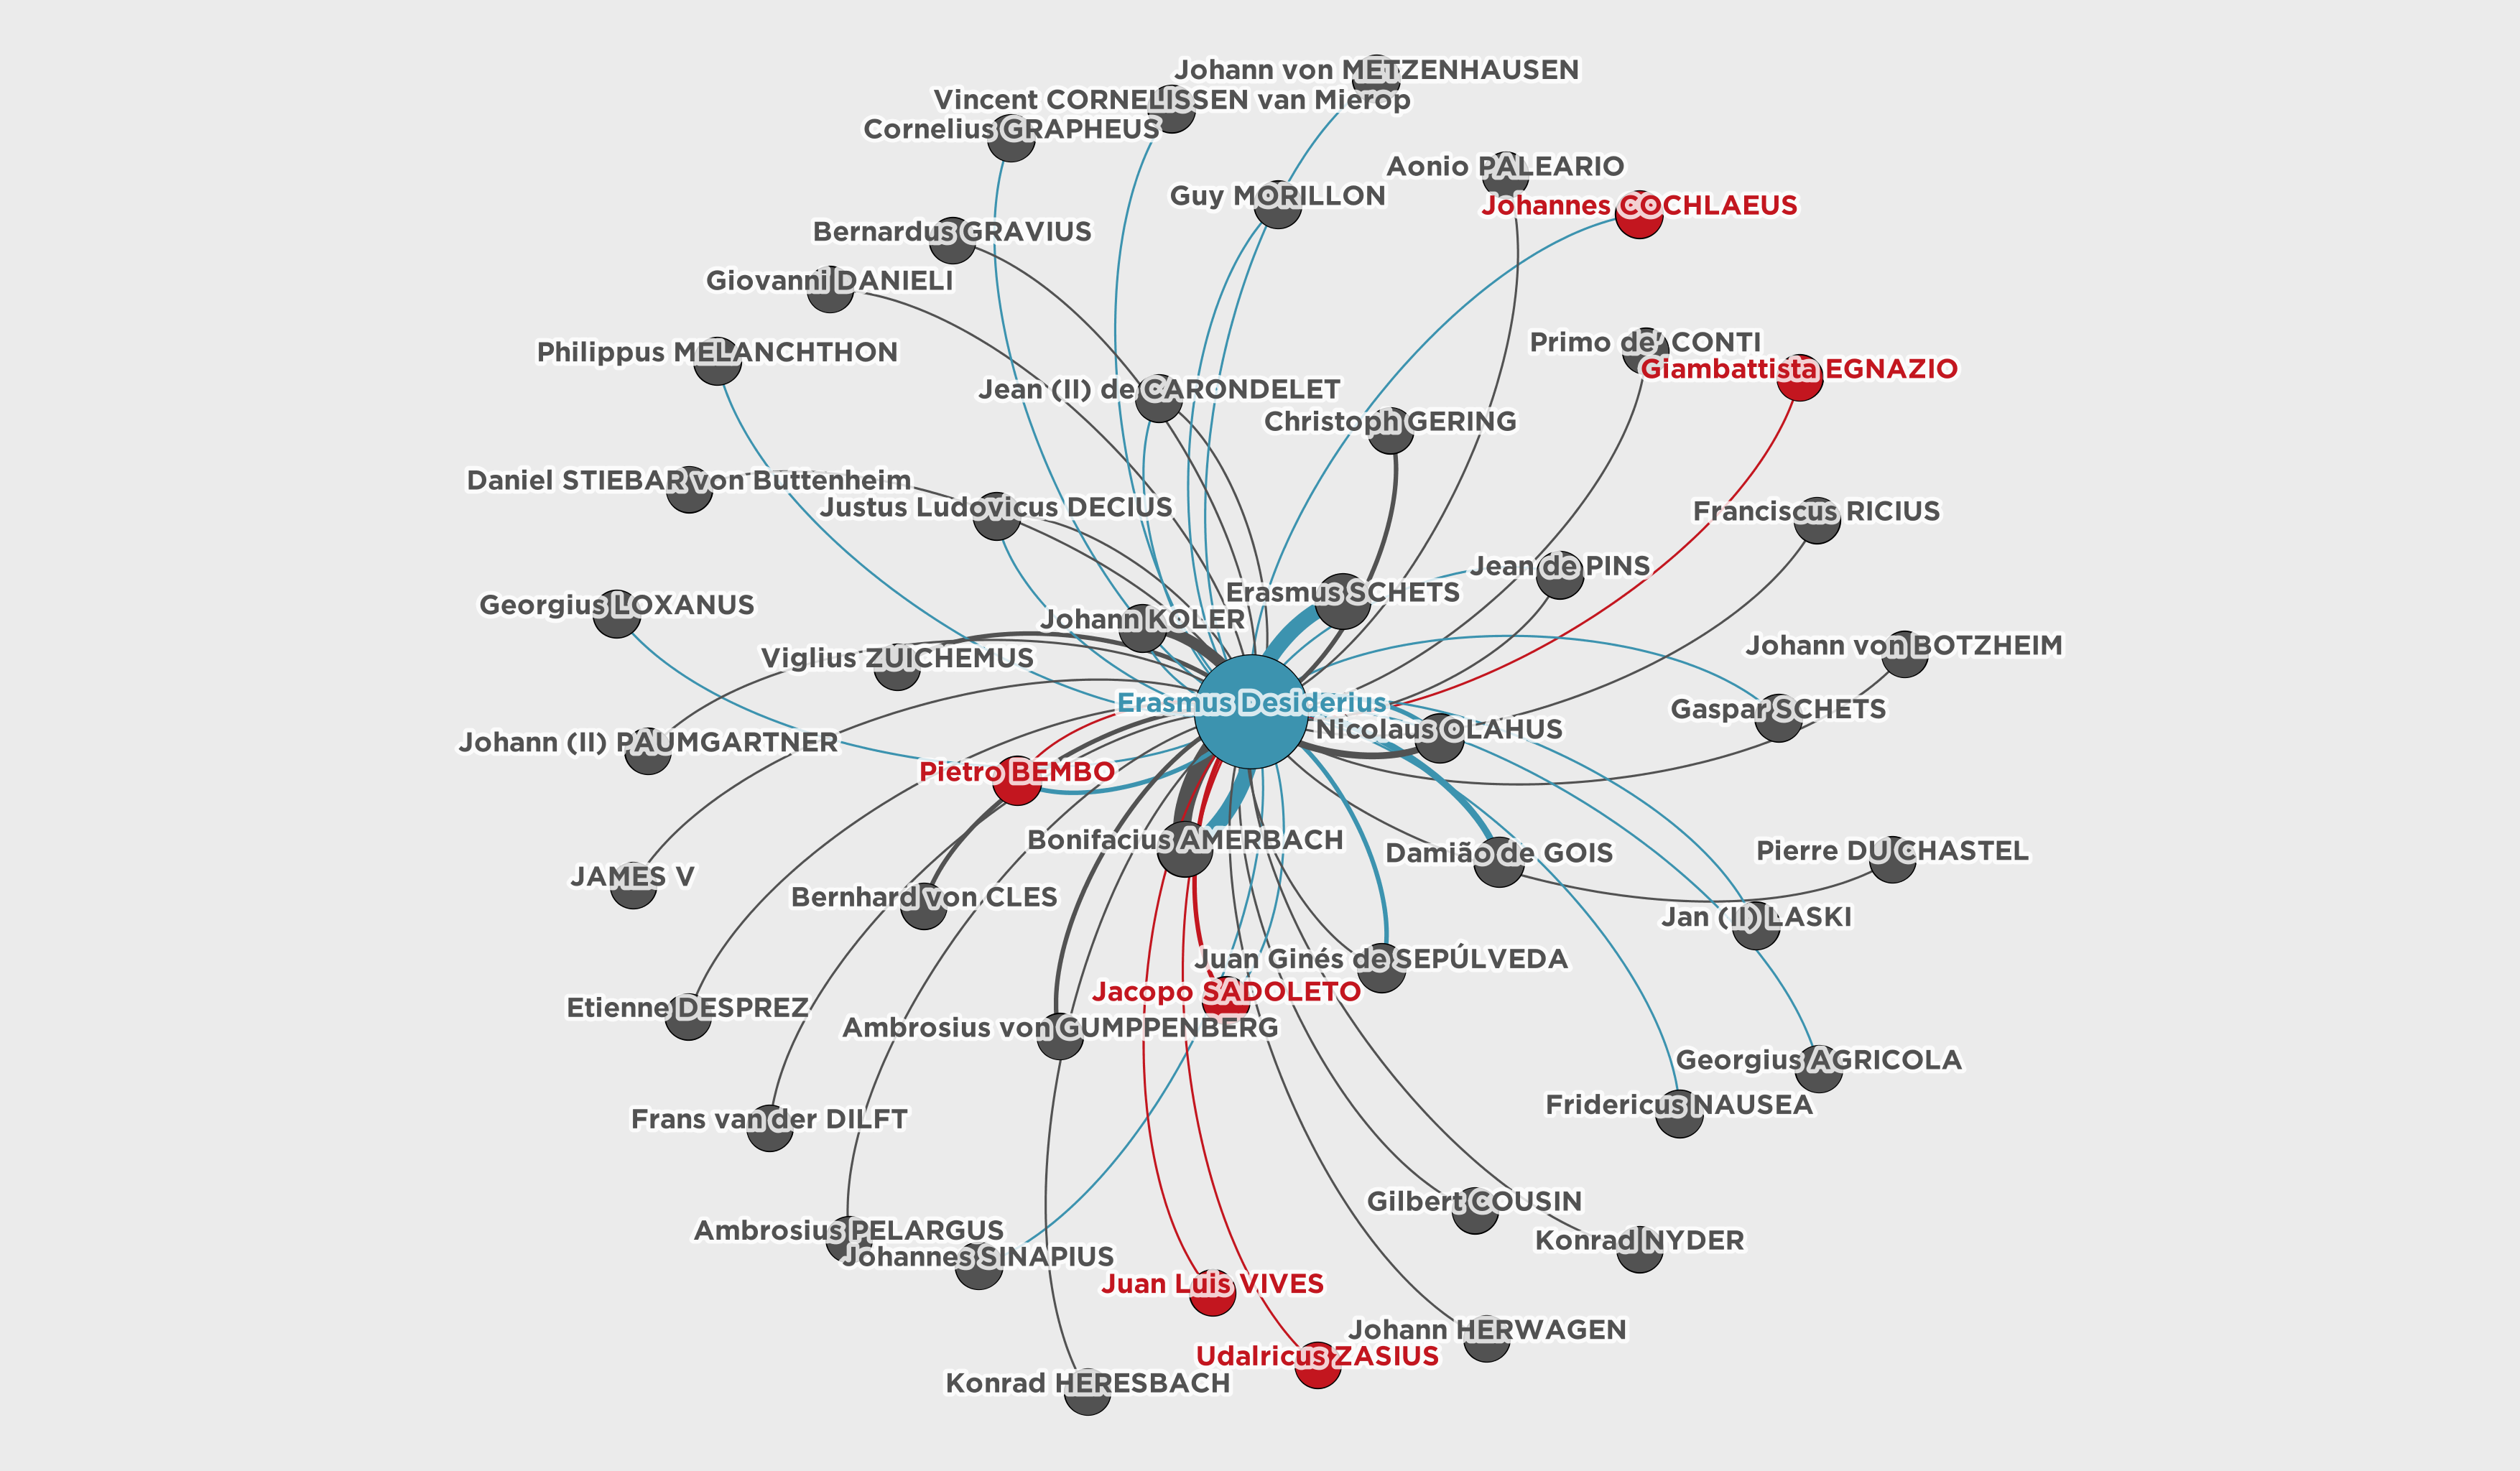 Johann von METZENHAUSEN
Vincent CORNELISSEN van Mierop
Cornelius GRAPHEUS
Aonio PALEARIO
Guy MORILLON
Johannes COCHLAEUS
Bernardus GRAVIUS
Giovanni DANIELI
Primo de' CONTI
Philippus MELANCHTHON
Giambattista EGNAZIO
Jean (II) de CARONDELET
Christoph GERING
Daniel STIEBAR von Buttenheim
Justus Ludovicus DECIUS
Franciscus RICIUS
Jean de PINS
Erasmus SCHETS
Georgius LOXANUS
Johann KOLER
Johann von BOTZHEIM
Viglius ZUICHEMUS
Erasmus Desiderius
Gaspar SCHETS
Nicolaus OLAHUS
Johann (II) PAUMGARTNER
Pietro BEMBO
Bonifacius AMERBACH
Pierre DU CHASTEL
Damião de GOIS
JAMES V
Bernhard von CLES
Jan (II) LASKI
Juan Ginés de SEPÚLVEDA
Jacopo SADOLETO
Etienne DESPREZ
Ambrosius von GUMPPENBERG
Georgius AGRICOLA
Fridericus NAUSEA
Frans van der DILFT
Gilbert COUSIN
Ambrosius PELARGUS
Konrad NYDER
Johannes SINAPIUS
Juan Luis VIVES
Johann HERWAGEN
Udalricus ZASIUS
Konrad HERESBACH